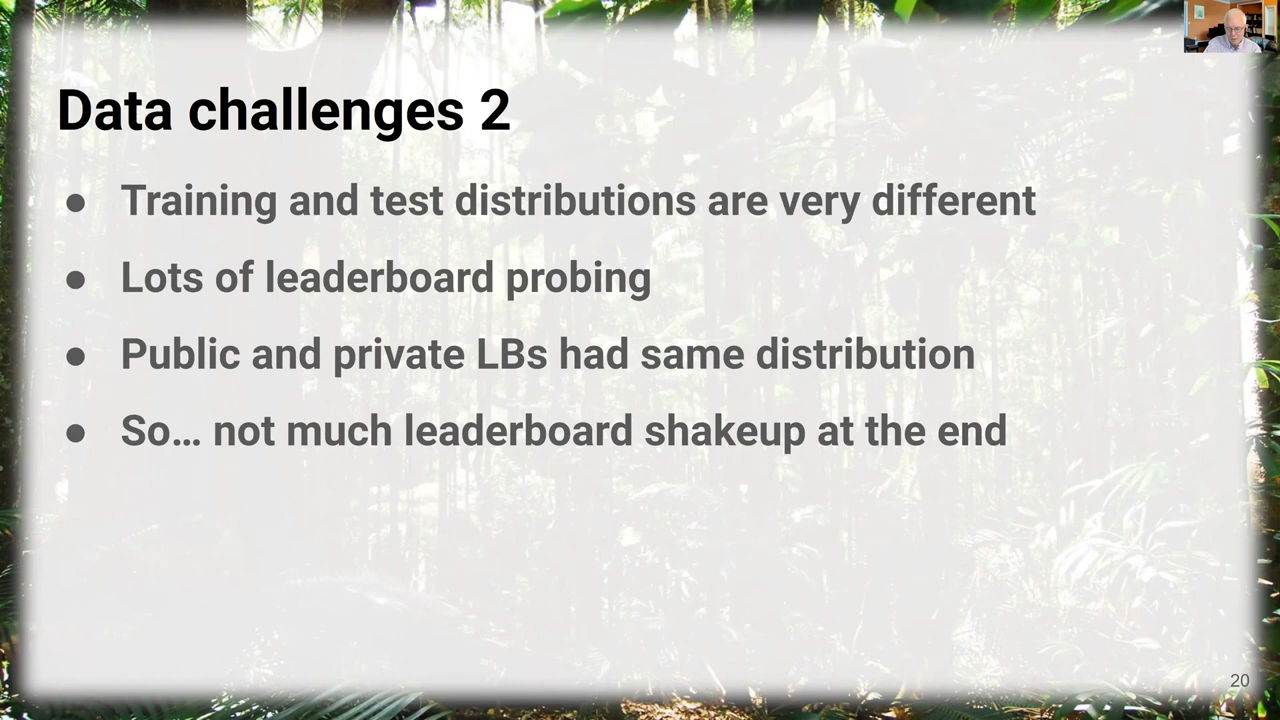 Data challenges 2
● Training and test distributions are very different
● Lots of leaderboard probing
● Public and private LBs had same distribution
● So… not much leaderboard shakeup at the end
20